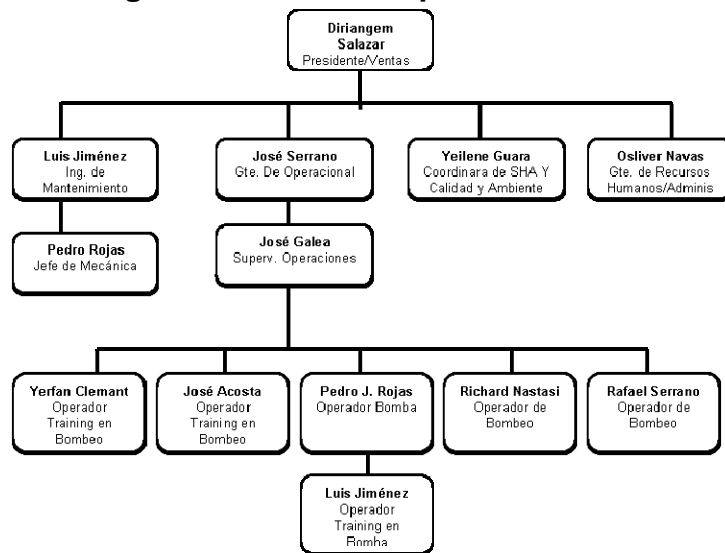 Diriangem
Salazar
Presidente/Ventas
Luis Jiménez
Ing. de
Mantenimiento
José Serrano
Gte. De Operacional
Yeilene Guara
Coordinara de SHA Y
Calidad y Ambiente
Osliver Navas
Gte. de Recursos
Humanos/Adminis
Pedro Rojas
Jefe de Mecánica
José Galea
Superv. Operaciones
Yerfan Clemant
Operador
Training en
Bombeo
José Acosta
Operador
Training en
Bombeo
Pedro J. Rojas
Operador Bomba
Richard Nastasi
Operador de
Bombeo
Rafael Serrano
Operador de
Bombeo
Luis Jiménez
Operador
Training en
Bomba